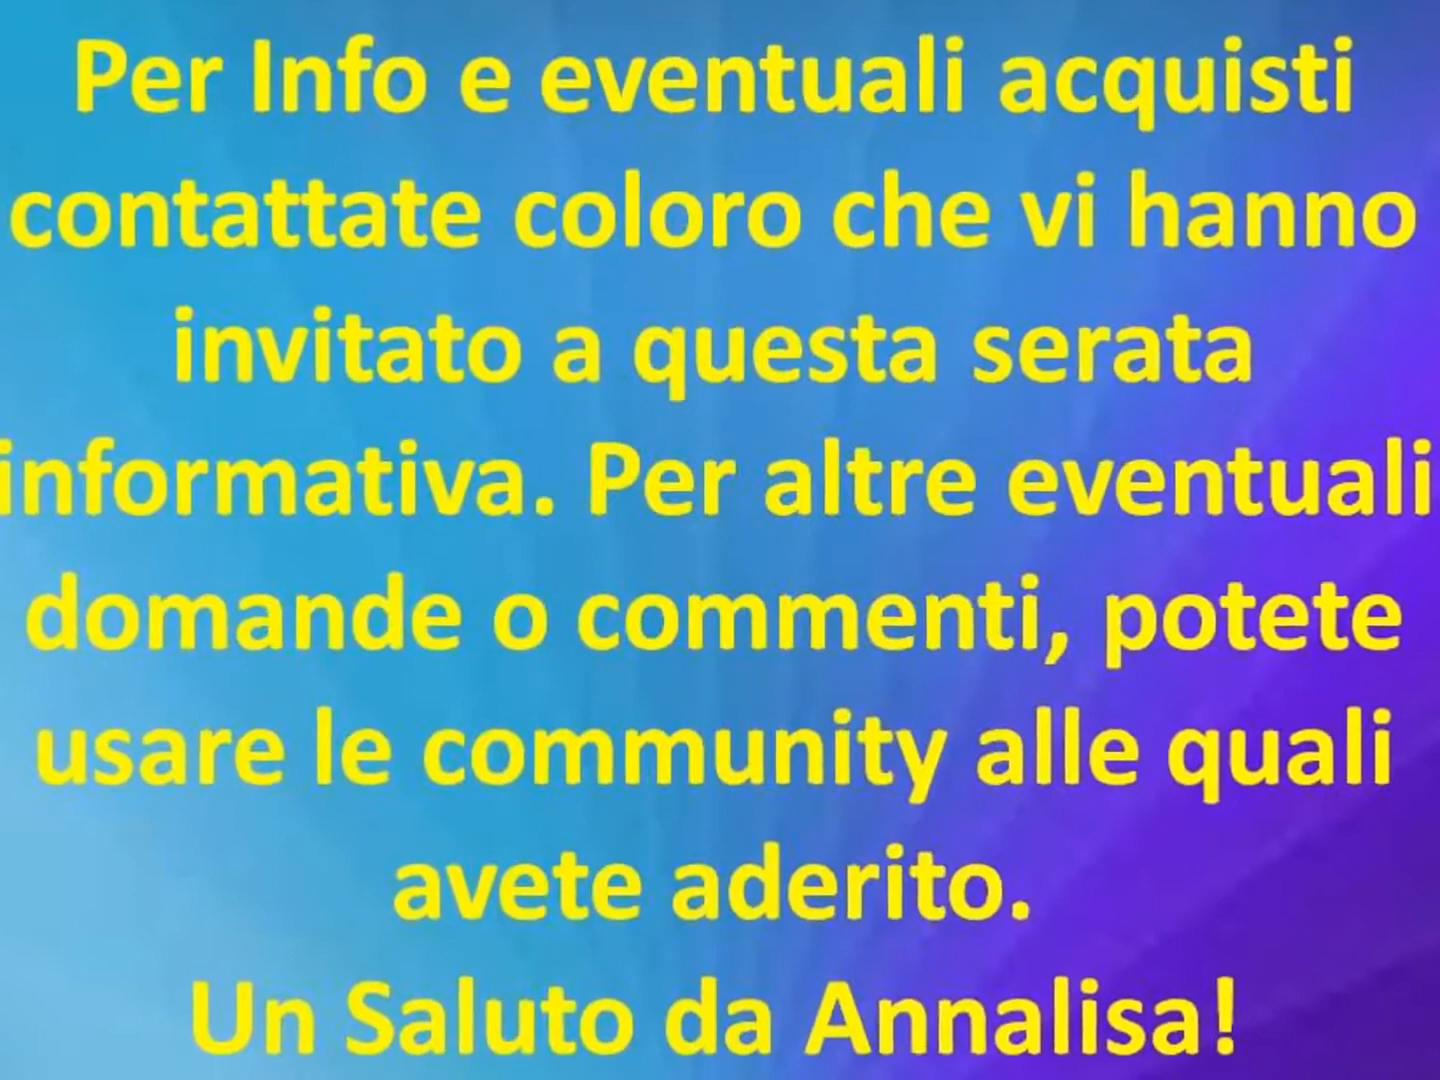 Per Info e eventuali acquisti
contattate coloro che vi hanno
invitato a questa serata
informativa. Per altre eventuali
domande o commenti, potete
usare le community alle quali
avete aderito.
Un Saluto da Annalisa!